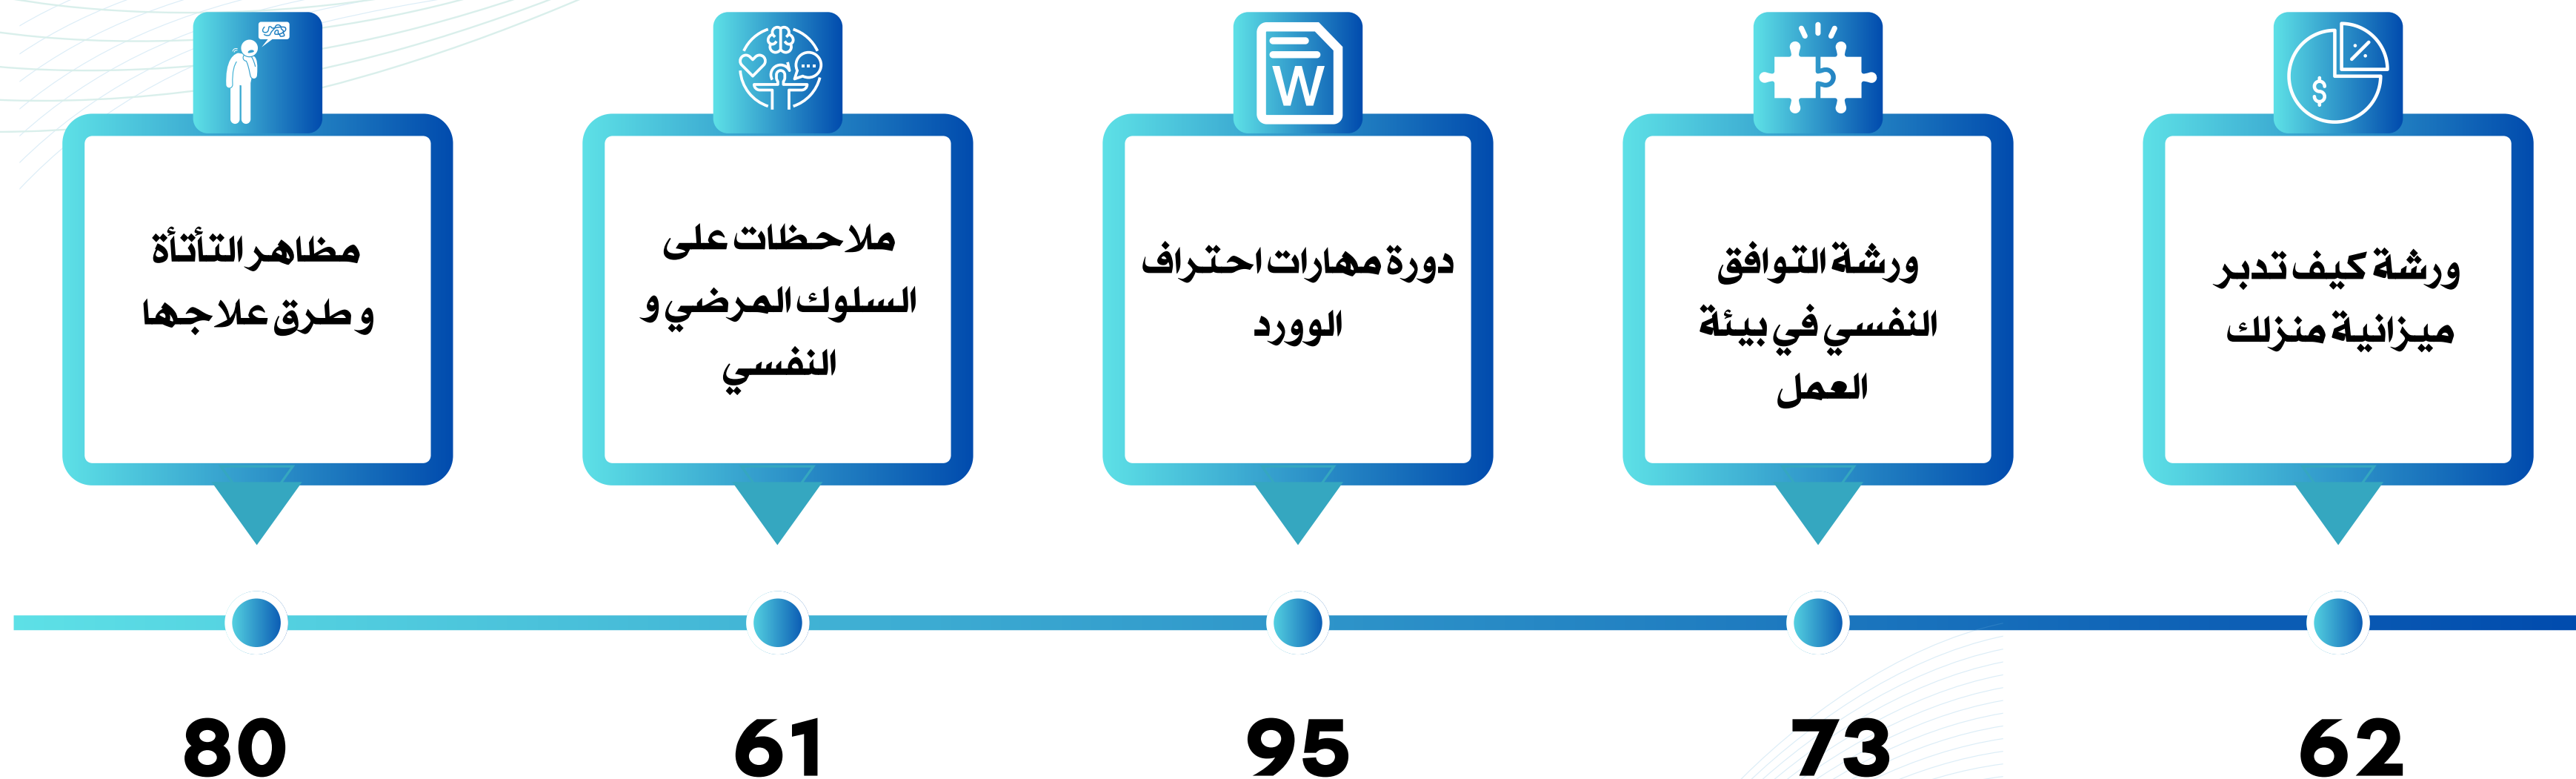 ورشة كيف تدبر
ميزانية منزلك
62
ورشة التوافق
النفسي في بيئة
العمل
73
W
دورة مهارات احتراف
الوورد
95
ملاحظات على
السلوك المرضي و
النفسي
61
مظاهر التأتأة
و طرق علاجها
80